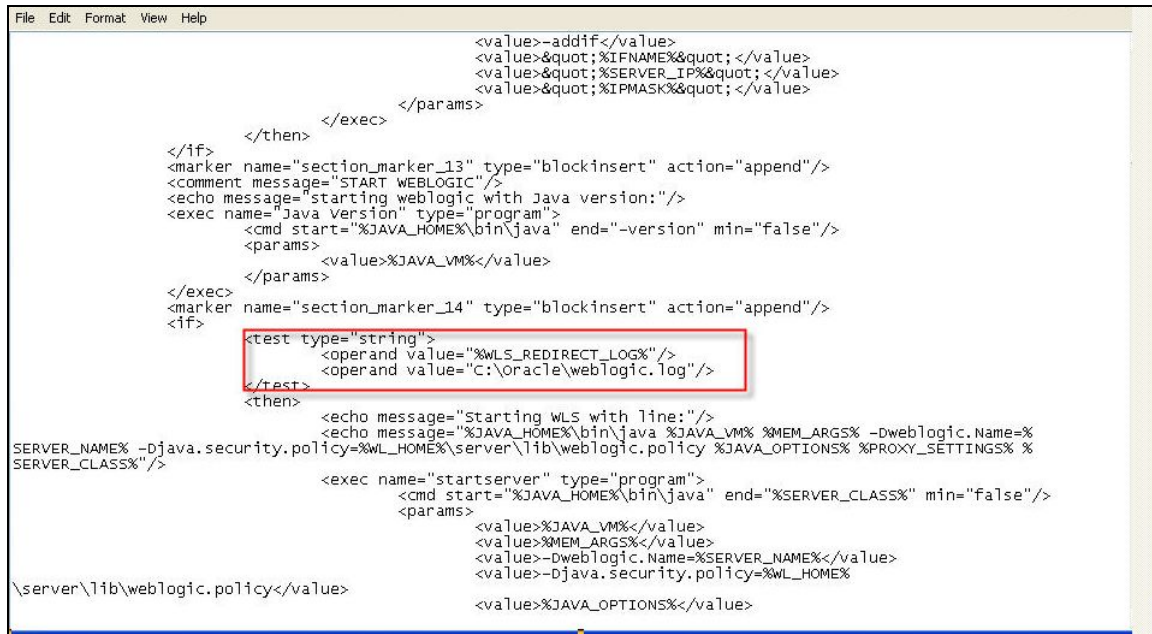 File Edit Format View Help
<value>-addif</value>
<value>&quot;%IFNAME%&quot;</value>
<value>&quot;%SERVER_IP%&quot;</value>
<value>&quot;%IPMASK%&quot;</value>
</params>
</exec>
</then>
</if>
<marker name="section_marker_13" type="blockinsert" action="append"/>
<comment message="START WEBLOGIC"/>
<echo message="starting weblogic with Java version:"/>
<exec name="Java Version" type="program">
<cmd start="%JAVA_HOME%\bin\java" end="-version" min="false"/>
<params>
<value>%JAVA_VM%</value>
</params>
</exec>
<marker name="section_marker_14" type="blockinsert" action="append"/>
<if>
<test type="string">
<operand value="%WLS_REDIRECT_LOG%"/>
<operand value="C:\Oracle\weblogic.log"/>
</test>
<then>
<echo message="Starting WLS with line:"/>
<echo message="%JAVA_HOME%\bin\java %JAVA_VM% %MEM_ARGS% -Dweblogic.Name=%
SERVER_NAME% -Djava.security.policy=%WL_HOME%\server\lib\weblogic.policy %JAVA_OPTIONS% %PROXY_SETTINGS% %
SERVER_CLASS%"/>
<exec name="startserver" type="program">
<cmd start="%JAVA_HOME%\bin\java" end="%SERVER_CLASS%" min="false"/>
<params>
<value>%JAVA_VM%</value>
<value>%MEM_ARGS%</value>
<value>-Dweblogic.Name=%SERVER_NAME%</value>
<value>-Djava.security.policy=%WL_HOME%
\server\lib\weblogic.policy</value>
<value>%JAVA_OPTIONS%</value>